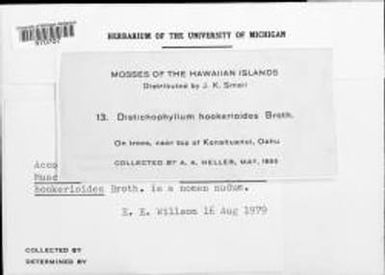 HERBARIUM OF THE UNIVERSITY OF MICHIGAN
MOSSES OF THE HAWAIIAN ISLANDS
Distributed by J. K. Small
13. Distichophyllum hookerioides Broth.
On trees, near top of Oahu
COLLECTED BY A. A. HELLER, MAY, 1895
hookerioides Broth. is a nomen nudum.
16 Aug 1979
COLLECTED BY
DETERMINED BY